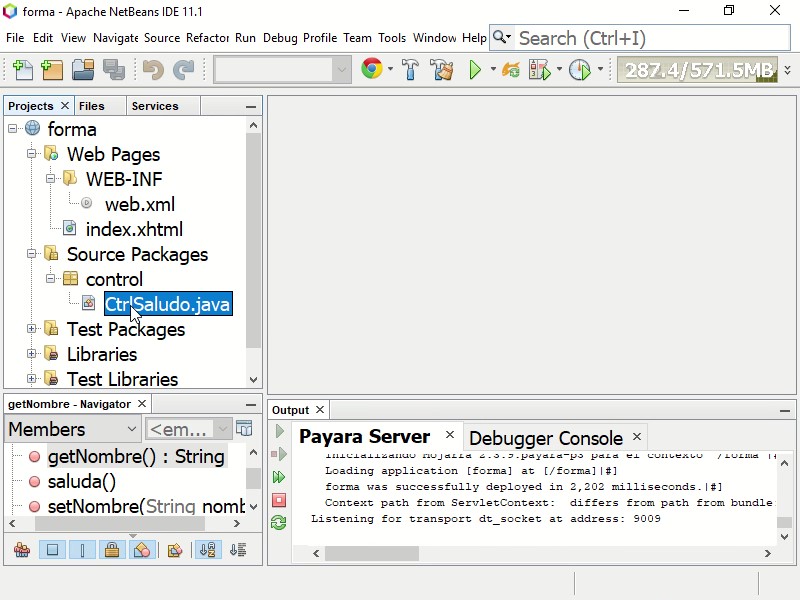 forma - Apache NetBeans IDE 11.1
File Edit View Navigate Source Refactor Run Debug Profile Team Tools Window Help Search (Ctrl+I)
287.4/571.5MB
Projects Files Services
forma
Web Pages
WEB-INF
web.xml
index.xhtml
Source Packages
control
CtrlSaludo.java
Test Packages
Libraries
Test Libraries
getNombre - Navigator
Members <em...
getNombre() : String
saluda()
setNombre(String nomb
Output
Payara Server Debugger Console
Inicializando Mojarra 2.3.9.payara-p3 para el contexto '/forma'|#
Loading application [forma] at [/forma]|#]
forma was successfully deployed in 2,202 milliseconds.|#]
Context path from ServletContext:  differs from path from bundle:
Listening for transport dt_socket at address: 9009